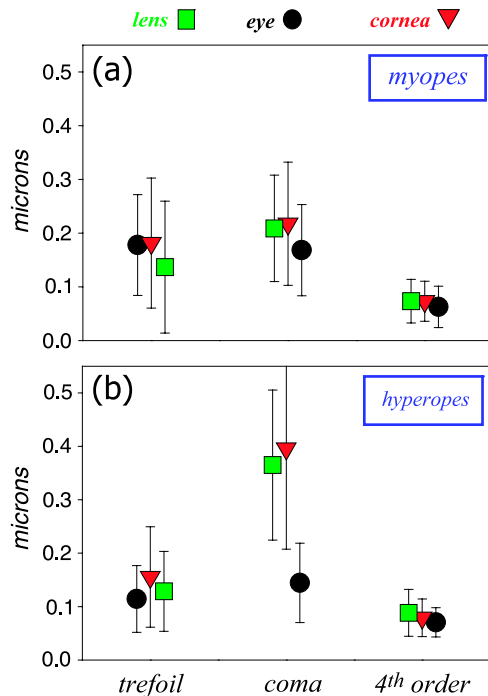 lens eye cornea
(a) myopes
0.5
0.4
0.3
0.2
0.1
0.0
microns
(b) hyperopes
0.5
0.4
0.3
0.2
0.1
0.0
microns
trefoil coma 4th order